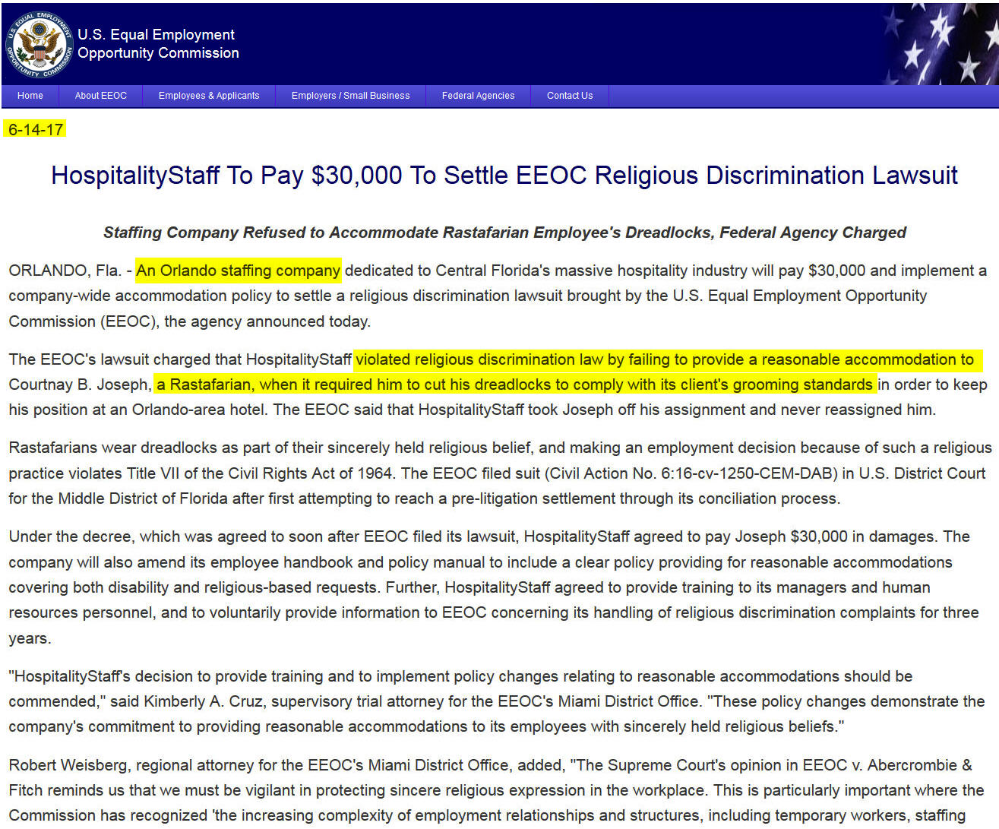 U.S. EQUAL EMPLOYMENT OPPORTUNITY COMMISSION
U.S. Equal Employment
Opportunity Commission
Home About EEOC Employees & Applicants Employers / Small Business Federal Agencies Contact Us
6-14-17
HospitalityStaff To Pay $30,000 To Settle EEOC Religious Discrimination Lawsuit
Staffing Company Refused to Accommodate Rastafarian Employee's Dreadlocks, Federal Agency Charged
ORLANDO, Fla. - An Orlando staffing company dedicated to Central Florida's massive hospitality industry will pay $30,000 and implement a
company-wide accommodation policy to settle a religious discrimination lawsuit brought by the U.S. Equal Employment Opportunity
Commission (EEOC), the agency announced today.
The EEOC's lawsuit charged that HospitalityStaff violated religious discrimination law by failing to provide a reasonable accommodation to
Courtnay B. Joseph, a Rastafarian, when it required him to cut his dreadlocks to comply with its client's grooming standards in order to keep
his position at an Orlando-area hotel. The EEOC said that HospitalityStaff took Joseph off his assignment and never reassigned him.
Rastafarians wear dreadlocks as part of their sincerely held religious belief, and making an employment decision because of such a religious
practice violates Title VII of the Civil Rights Act of 1964. The EEOC filed suit (Civil Action No. 6:16-cv-1250-CEM-DAB) in U.S. District Court
for the Middle District of Florida after first attempting to reach a pre-litigation settlement through its conciliation process.
Under the decree, which was agreed to soon after EEOC filed its lawsuit, HospitalityStaff agreed to pay Joseph $30,000 in damages. The
company will also amend its employee handbook and policy manual to include a clear policy providing for reasonable accommodations
covering both disability and religious-based requests. Further, HospitalityStaff agreed to provide training to its managers and human
resources personnel, and to voluntarily provide information to EEOC concerning its handling of religious discrimination complaints for three
years.
"HospitalityStaff's decision to provide training and to implement policy changes relating to reasonable accommodations should be
commended," said Kimberly A. Cruz, supervisory trial attorney for the EEOC's Miami District Office. "These policy changes demonstrate the
company's commitment to providing reasonable accommodations to its employees with sincerely held religious beliefs."
Robert Weisberg, regional attorney for the EEOC's Miami District Office, added, "The Supreme Court's opinion in EEOC v. Abercrombie &
Fitch reminds us that we must be vigilant in protecting sincere religious expression in the workplace. This is particularly important where the
Commission has recognized 'the increasing complexity of employment relationships and structures, including temporary workers, staffing